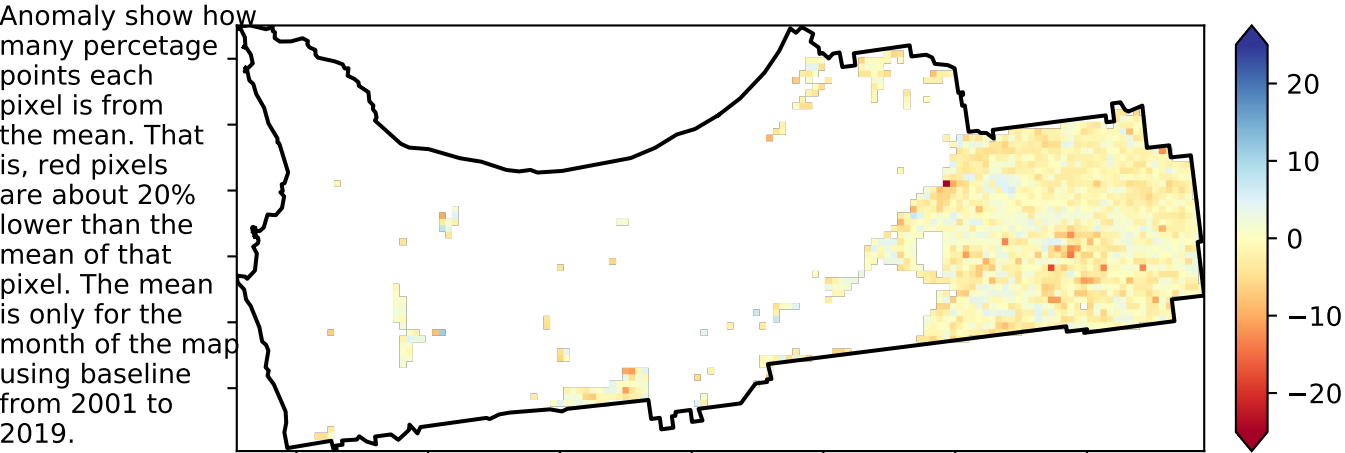 Anomaly show how
many percetage
points each
pixel is from
the mean. That
is, red pixels
are about 20%
lower than the
mean of that
pixel. The mean
is only for the
month of the map
using baseline
from 2001 to
2019.
20
10
0
−10
−20